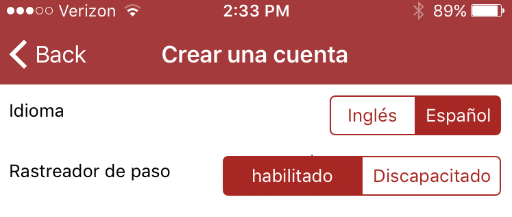 Verizon 2:33 PM 89%
Back Crear una cuenta
Idioma Inglés Español
Rastreador de paso habilitado Discapacitado